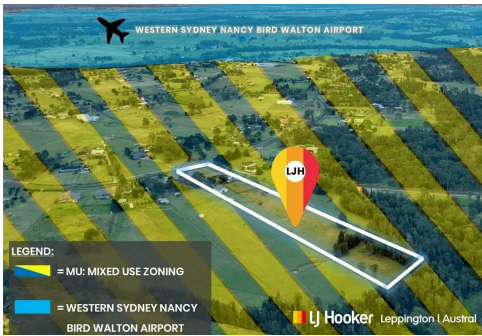 WESTERN SYDNEY NANCY BIRD WALTON AIRPORT
LJH
LEGEND:
= MU: MIXED USE ZONING
= WESTERN SYDNEY NANCY
BIRD WALTON AIRPORT
LJ Hooker Leppington | Austral